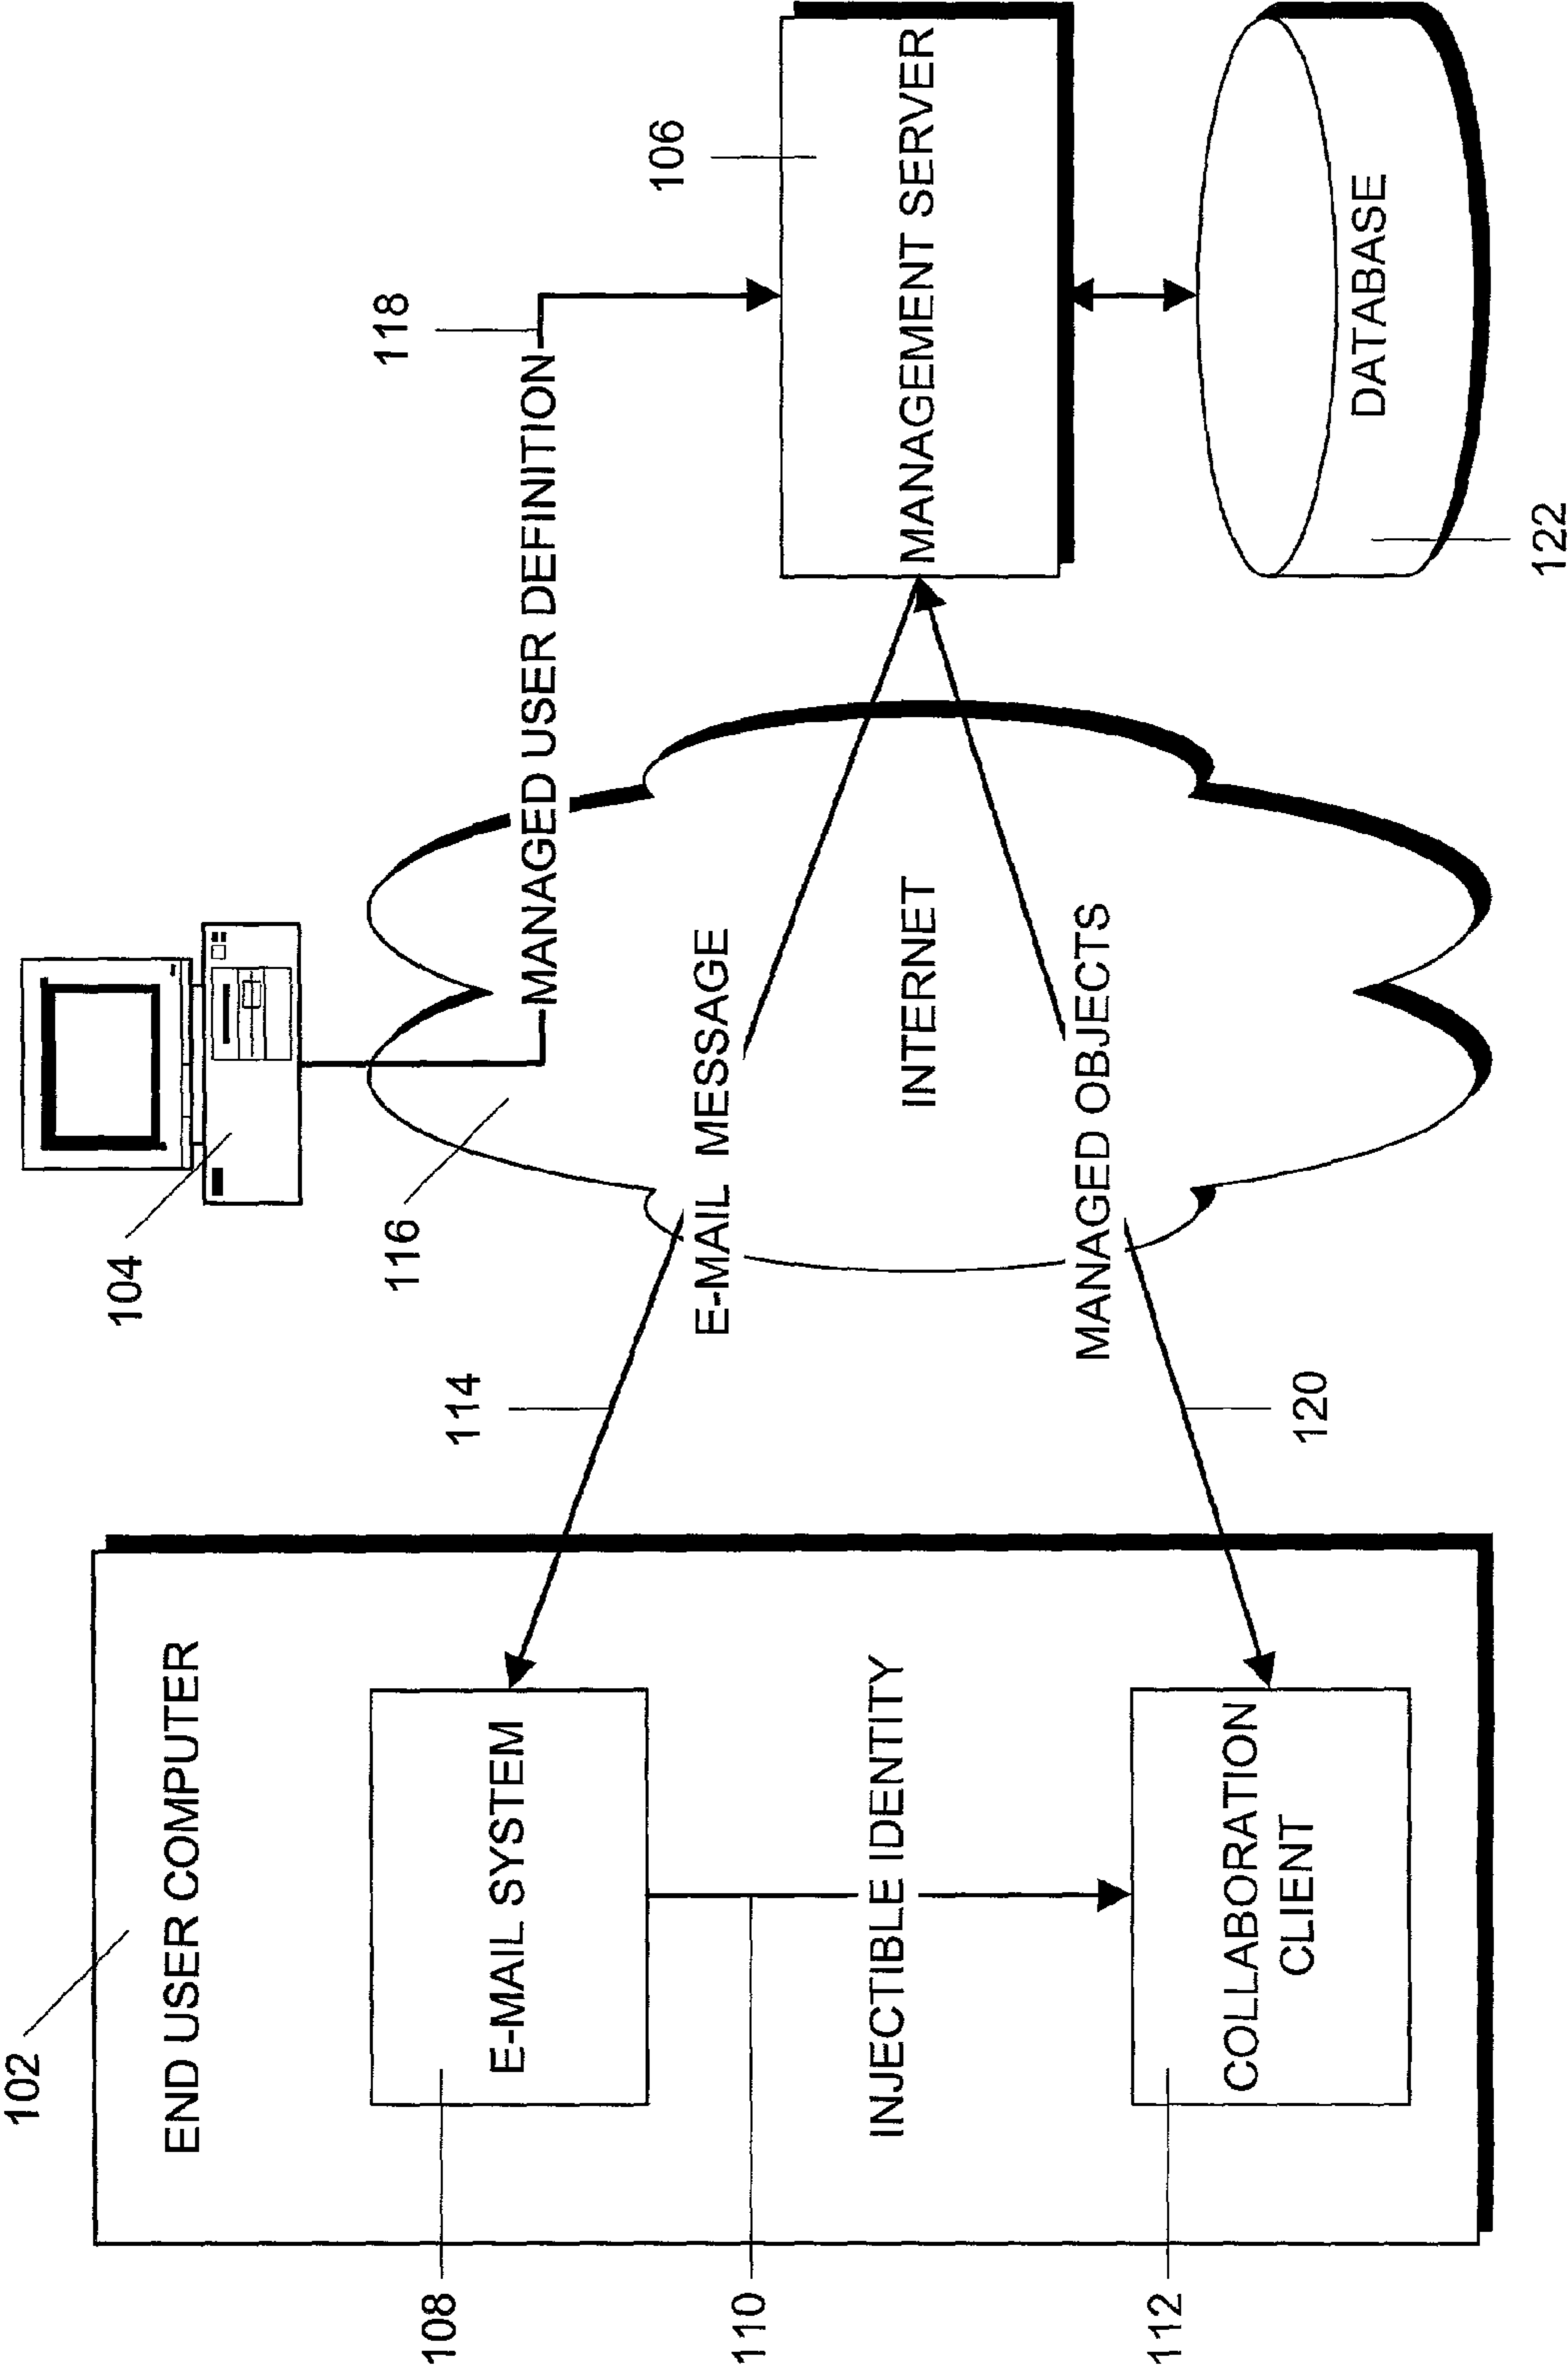 102
END USER COMPUTER
108
E-MAIL SYSTEM
110
INJECTIBLE IDENTITY
112
COLLABORATION
CLIENT
114
120
104
116
E-MAIL MESSAGE
INTERNET
MANAGED OBJECTS
MANAGED USER DEFINITION
118
106
MANAGEMENT SERVER
DATABASE
122